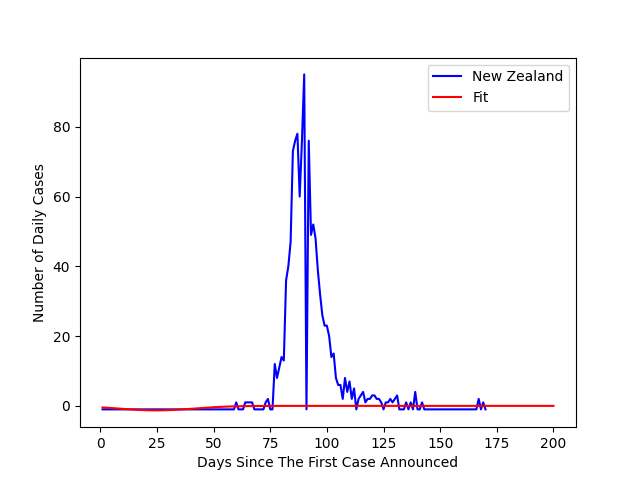 New Zealand
Fit
80
60
40
20
0
Number of Daily Cases
0 25 50 75 100 125 150 175 200
Days Since The First Case Announced